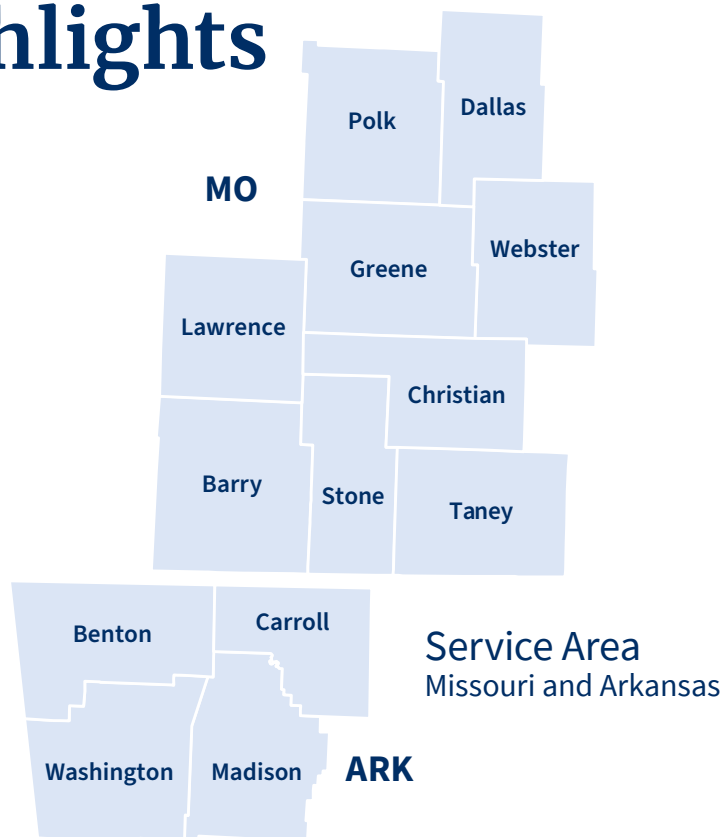 hlights
Dallas
Polk
MO
Webster
Greene
Lawrence
Christian
Barry
Stone
Taney
Carroll
Benton
Service Area
Missouri and Arkansas
Washington
Madison
ARK